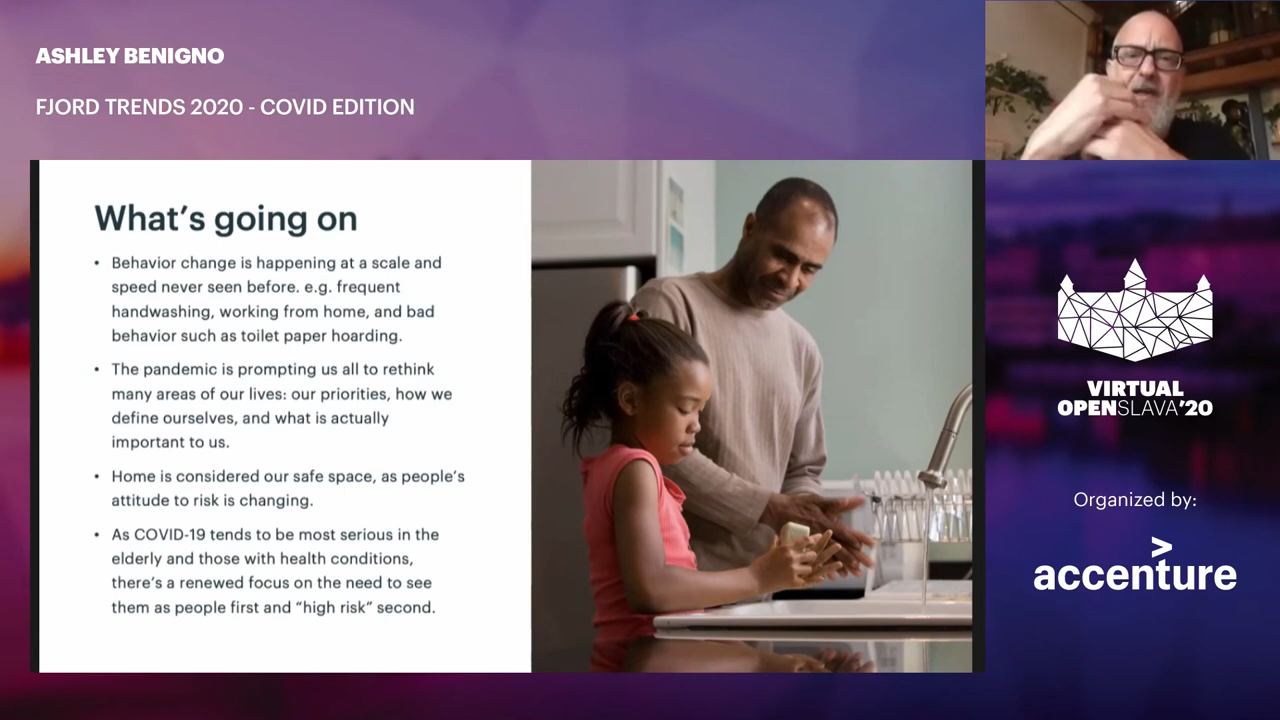 ASHLEY BENIGNO
FJORD TRENDS 2020 - COVID EDITION
What's going on
• Behavior change is happening at a scale and
speed never seen before. e.g. frequent
handwashing, working from home, and bad
behavior such as toilet paper hoarding.
• The pandemic is prompting us all to rethink
many areas of our lives: our priorities, how we
define ourselves, and what is actually
important to us.
• Home is considered our safe space, as people's
attitude to risk is changing.
• As COVID-19 tends to be most serious in the
elderly and those with health conditions,
there's a renewed focus on the need to see
them as people first and "high risk" second.
VIRTUAL
OPENSLAVA'20
Organized by:
accenture